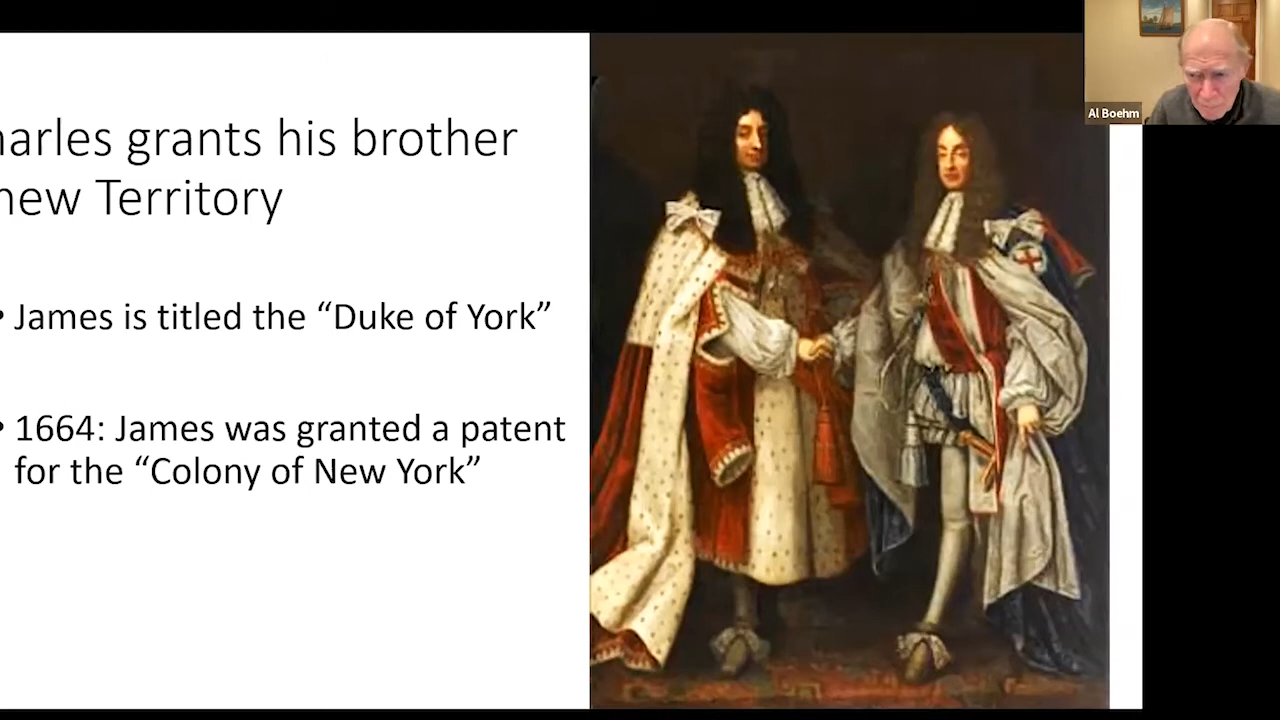 harles grants his brother
new Territory
• James is titled the “Duke of York”
• 1664: James was granted a patent
for the “Colony of New York”
Al Boehm